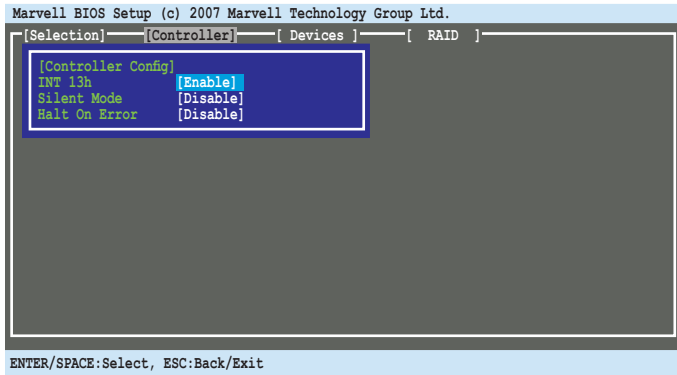 Marvell BIOS Setup (c) 2007 Marvell Technology Group Ltd.
[Selection] [Controller] [ Devices ] [ RAID ]
[Controller Config]
INT 13h [Enable]
Silent Mode [Disable]
Halt On Error [Disable]
ENTER/SPACE:Select, ESC:Back/Exit